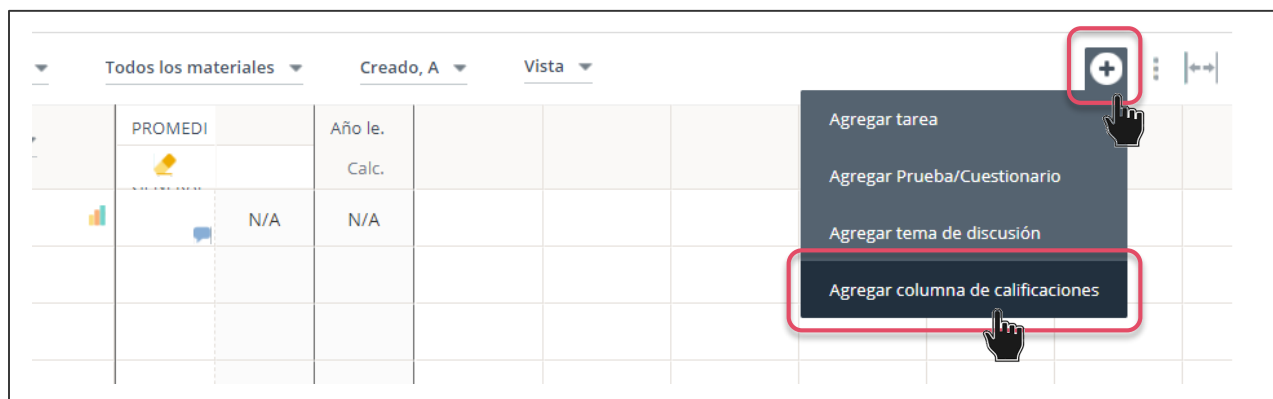 Todos los materiales
Creado, A
Vista
PROMEDI
Año le.
Calc.
N/A
N/A
Agregar tarea
Agregar Prueba/Cuestionario
Agregar tema de discusión
Agregar columna de calificaciones